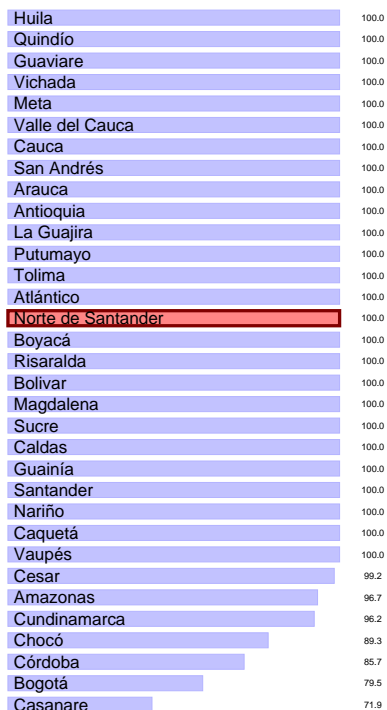 Huila 100.0
Quindío 100.0
Guaviare 100.0
Vichada 100.0
Meta 100.0
Valle del Cauca 100.0
Cauca 100.0
San Andrés 100.0
Arauca 100.0
Antioquia 100.0
La Guajira 100.0
Putumayo 100.0
Tolima 100.0
Atlántico 100.0
Norte de Santander 100.0
Boyacá 100.0
Risaralda 100.0
Bolivar 100.0
Magdalena 100.0
Sucre 100.0
Caldas 100.0
Guainía 100.0
Santander 100.0
Nariño 100.0
Caquetá 100.0
Vaupés 100.0
Cesar 99.2
Amazonas 96.7
Cundinamarca 96.2
Chocó 89.3
Córdoba 85.7
Bogotá 79.5
Casanare 71.9